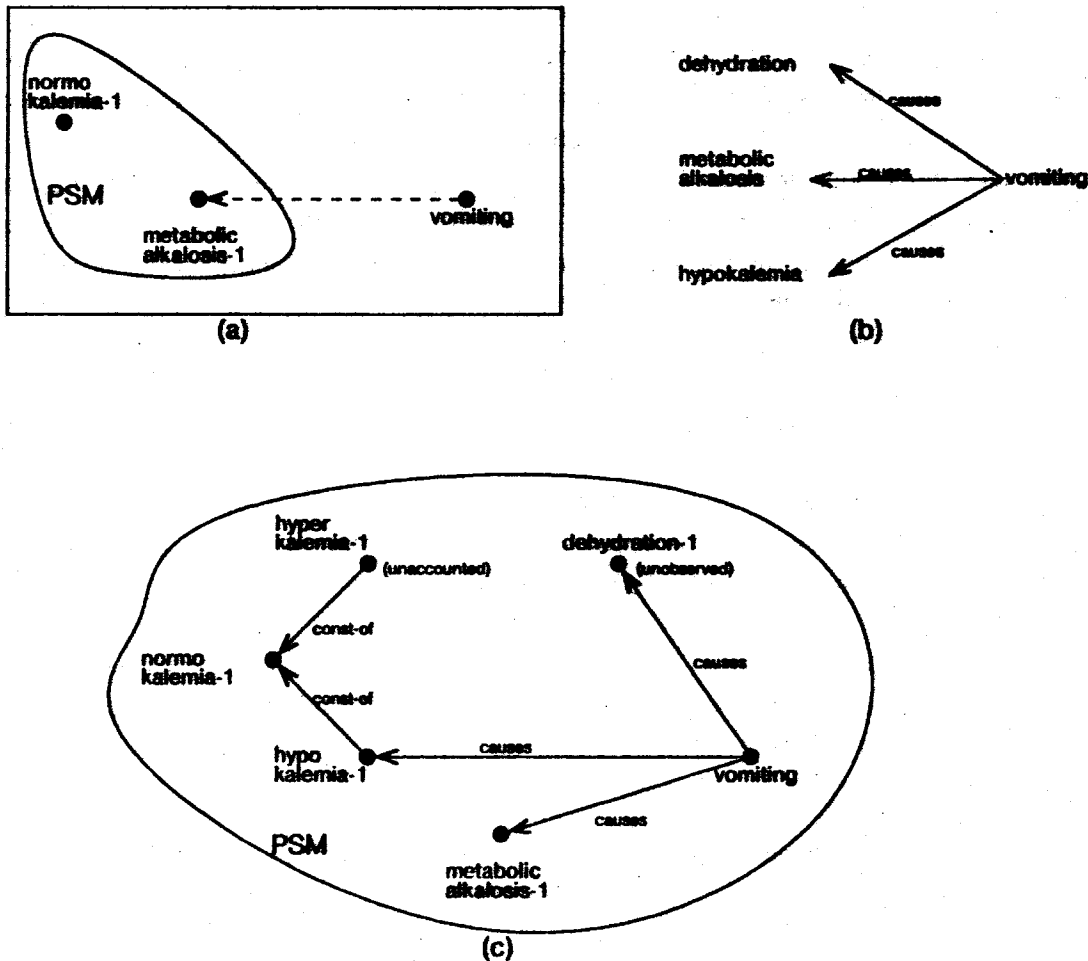 normo
kalemia-1
PSM
metabolic
alkalosis-1
vomiting
(a)
dehydration
causes
metabolic
alkalosis
causes
vomiting
hypokalemia
causes
(b)
hyper
kalemia-1
(unaccounted)
dehydration-1
(unobserved)
const-of
normo
kalemia-1
causes
const-of
hypo
kalemia-1
causes
vomiting
causes
PSM
metabolic
alkalosis-1
(c)